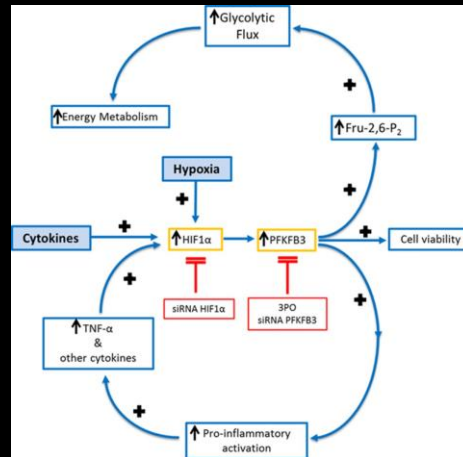 ↑Glycolytic
Flux
↑Energy Metabolism
↑Fru-2,6-P₂
Hypoxia
Cytokines
↑HIF1α
↑PFKFB3
Cell viability
siRNA HIF1α
3PO
siRNA PFKFB3
↑TNF-α
&
other cytokines
↑Pro-inflammatory
activation